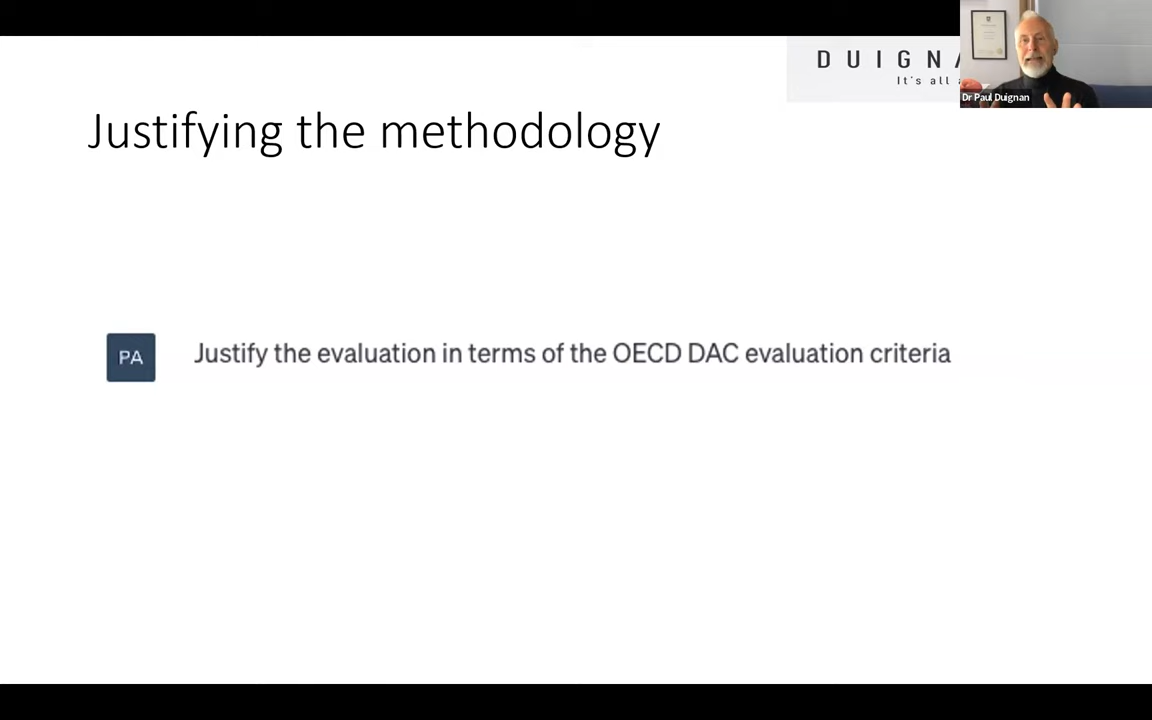 DUIGNA
It's all
Dr Paul Duignan
Justifying the methodology
PA
Justify the evaluation in terms of the OECD DAC evaluation criteria